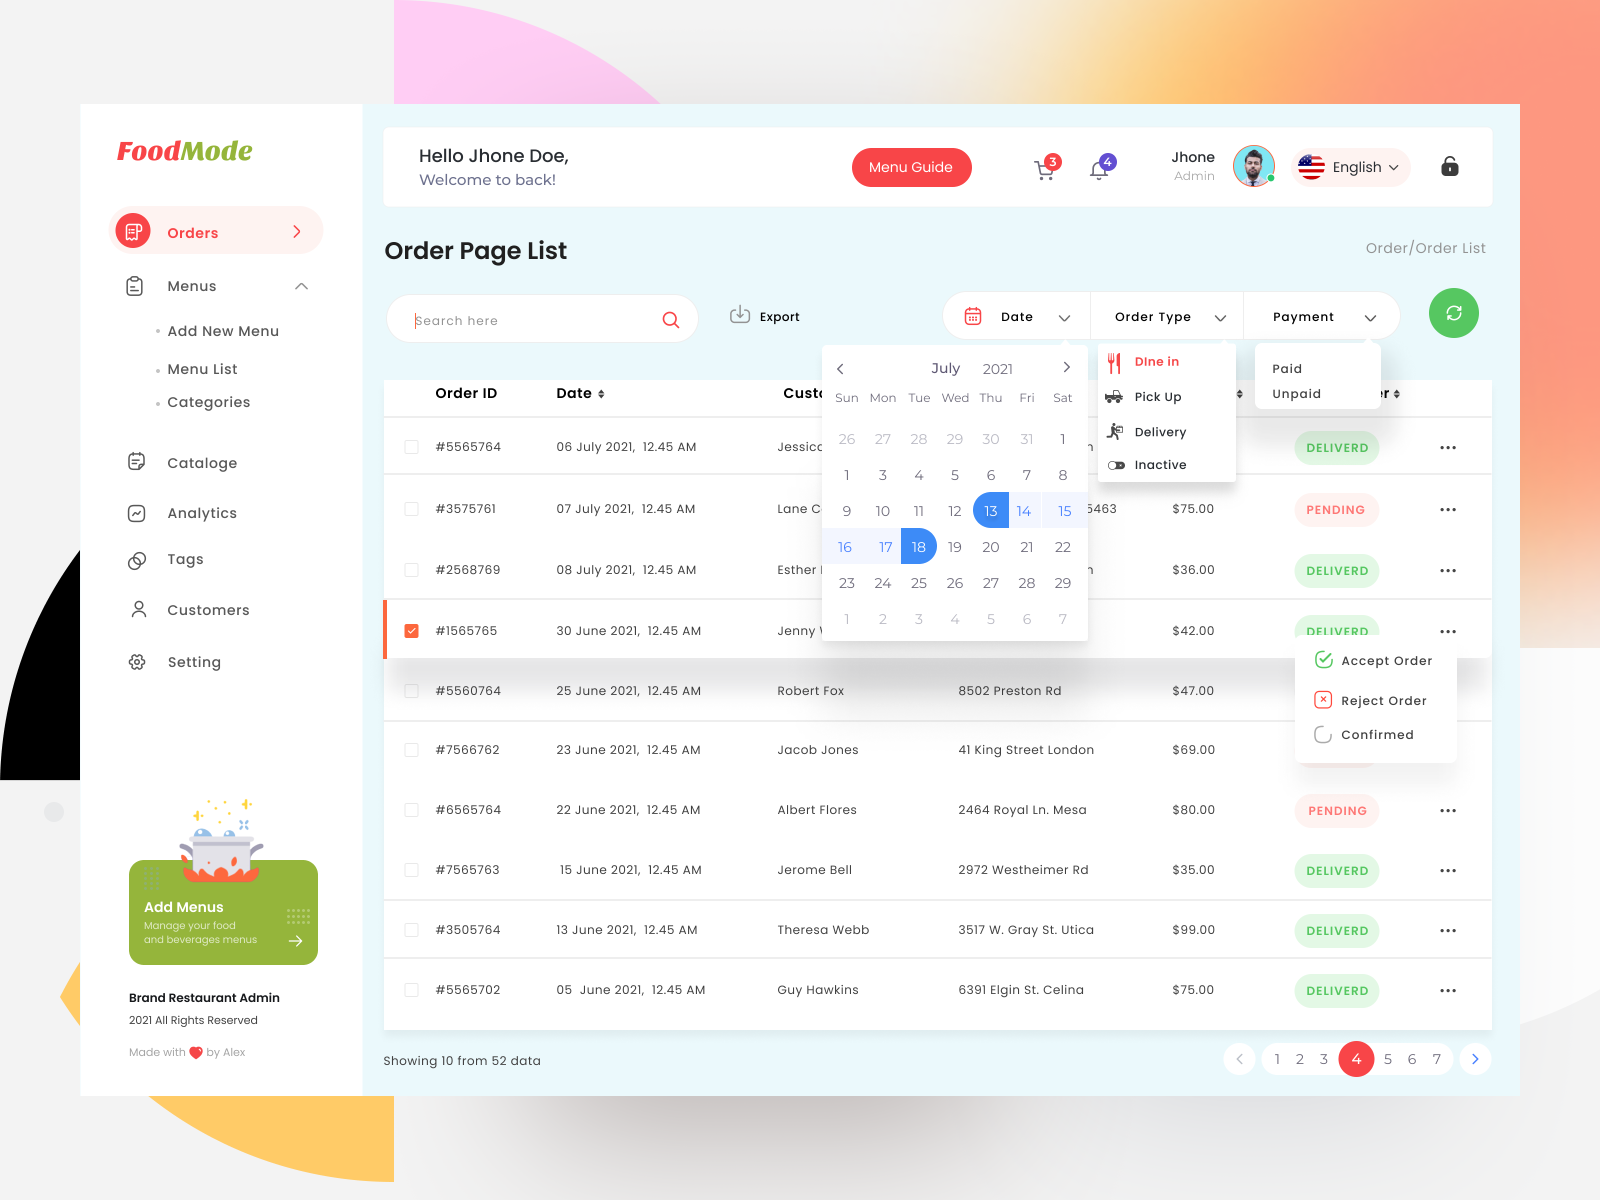 FoodMode
Orders
Menus
Add New Menu
Menu List
Categories
Cataloge
Analytics
Tags
Customers
Setting
Add Menus
Manage your food
and beverages menus
Brand Restaurant Admin
2021 All Rights Reserved
Made with by Alex
Hello Jhone Doe,
Welcome to back!
Menu Guide
3
4
Jhone
Admin
English
Order Page List
Order/Order List
Search here
Export
Date
Order Type
Payment
July 2021
Sun Mon Tue Wed Thu Fri Sat
26 27 28 29 30 31 1
1 3 4 5 6 7 8
9 10 11 12 13 14 15
16 17 18 19 20 21 22
23 24 25 26 27 28 29
1 2 3 4 5 6 7
DIne in
Pick Up
Delivery
Inactive
Paid
Unpaid
Order ID Date Custo
#5565764 06 July 2021, 12.45 AM Jessica DELIVERD
#3575761 07 July 2021, 12.45 AM Lane C 5463 $75.00 PENDING
#2568769 08 July 2021, 12.45 AM Esther $36.00 DELIVERD
#1565765 30 June 2021, 12.45 AM Jenny $42.00 DELIVERD
#5560764 25 June 2021, 12.45 AM Robert Fox 8502 Preston Rd $47.00
#7566762 23 June 2021, 12.45 AM Jacob Jones 41 King Street London $69.00
#6565764 22 June 2021, 12.45 AM Albert Flores 2464 Royal Ln. Mesa $80.00 PENDING
#7565763 15 June 2021, 12.45 AM Jerome Bell 2972 Westheimer Rd $35.00 DELIVERD
#3505764 13 June 2021, 12.45 AM Theresa Webb 3517 W. Gray St. Utica $99.00 DELIVERD
#5565702 05 June 2021, 12.45 AM Guy Hawkins 6391 Elgin St. Celina $75.00 DELIVERD
Accept Order
Reject Order
Confirmed
Showing 10 from 52 data
1 2 3 4 5 6 7